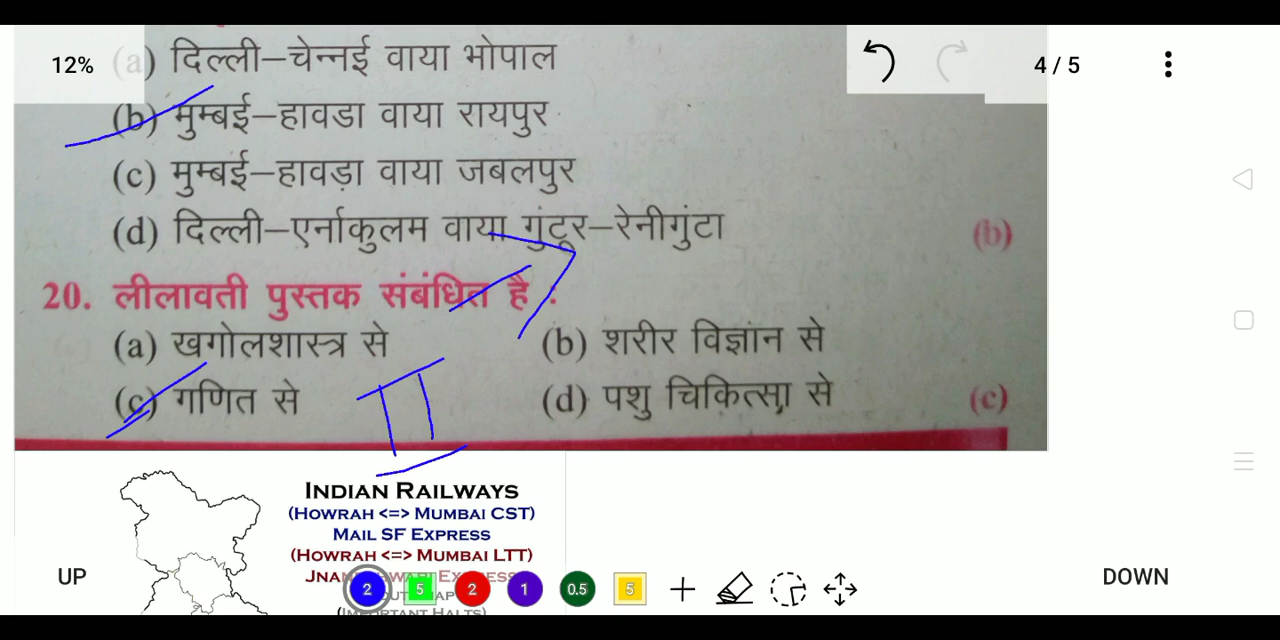 12%
4 / 5
(a) दिल्ली–चेन्नई वाया भोपाल
(b) मुम्बई–हावडा वाया रायपुर
(c) मुम्बई–हावड़ा वाया जबलपुर
(d) दिल्ली–एर्नाकुलम वाया गुंटूर–रेनीगुंटा (b)
20. लीलावती पुस्तक संबंधित है :
(a) खगोलशास्त्र से (b) शरीर विज्ञान से
(c) गणित से (d) पशु चिकित्सा से (c)
II
INDIAN RAILWAYS
(HOWRAH <=> MUMBAI CST)
MAIL SF EXPRESS
(HOWRAH <=> MUMBAI LTT)
UP
DOWN
2 5 2 1 0.5 5